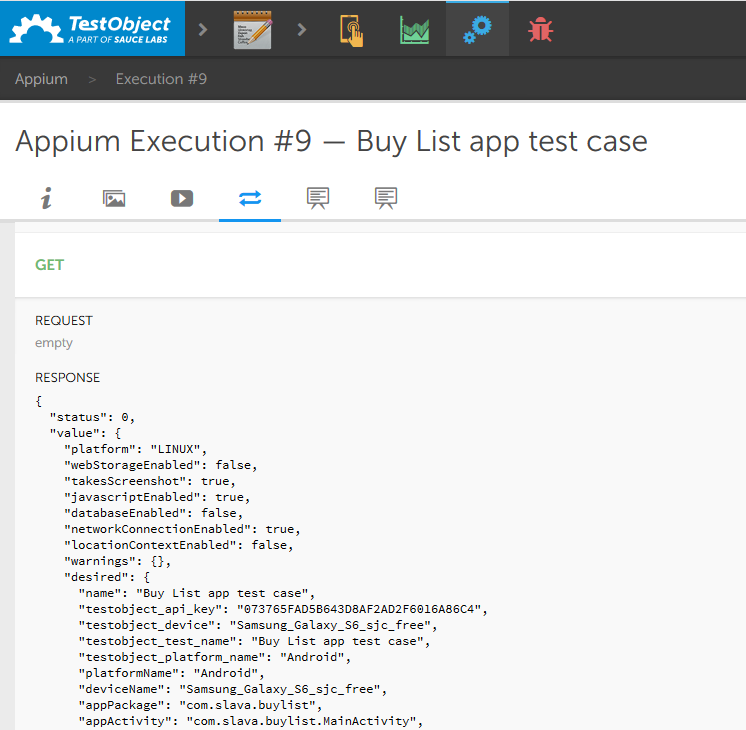 TestObject
A PART OF SAUCE LABS
Appium > Execution #9
Appium Execution #9 — Buy List app test case
GET
REQUEST
empty
RESPONSE
{
"status": 0,
"value": {
"platform": "LINUX",
"webStorageEnabled": false,
"takesScreenshot": true,
"javascriptEnabled": true,
"databaseEnabled": false,
"networkConnectionEnabled": true,
"locationContextEnabled": false,
"warnings": {},
"desired": {
"name": "Buy List app test case",
"testobject_api_key": "073765FAD5B643D8AF2AD2F6016A86C4",
"testobject_device": "Samsung_Galaxy_S6_sjc_free",
"testobject_test_name": "Buy List app test case",
"testobject_platform_name": "Android",
"platformName": "Android",
"deviceName": "Samsung_Galaxy_S6_sjc_free",
"appPackage": "com.slava.buylist",
"appActivity": "com.slava.buylist.MainActivity",